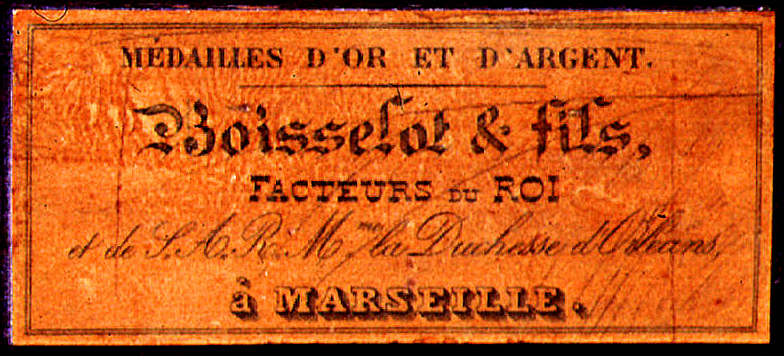 MÉDAILLES D'OR ET D'ARGENT.
Boisselot & fils,
FACTEURS DU ROI
et de S. A. R. Mme la Duchesse d'Orléans,
à MARSEILLE.